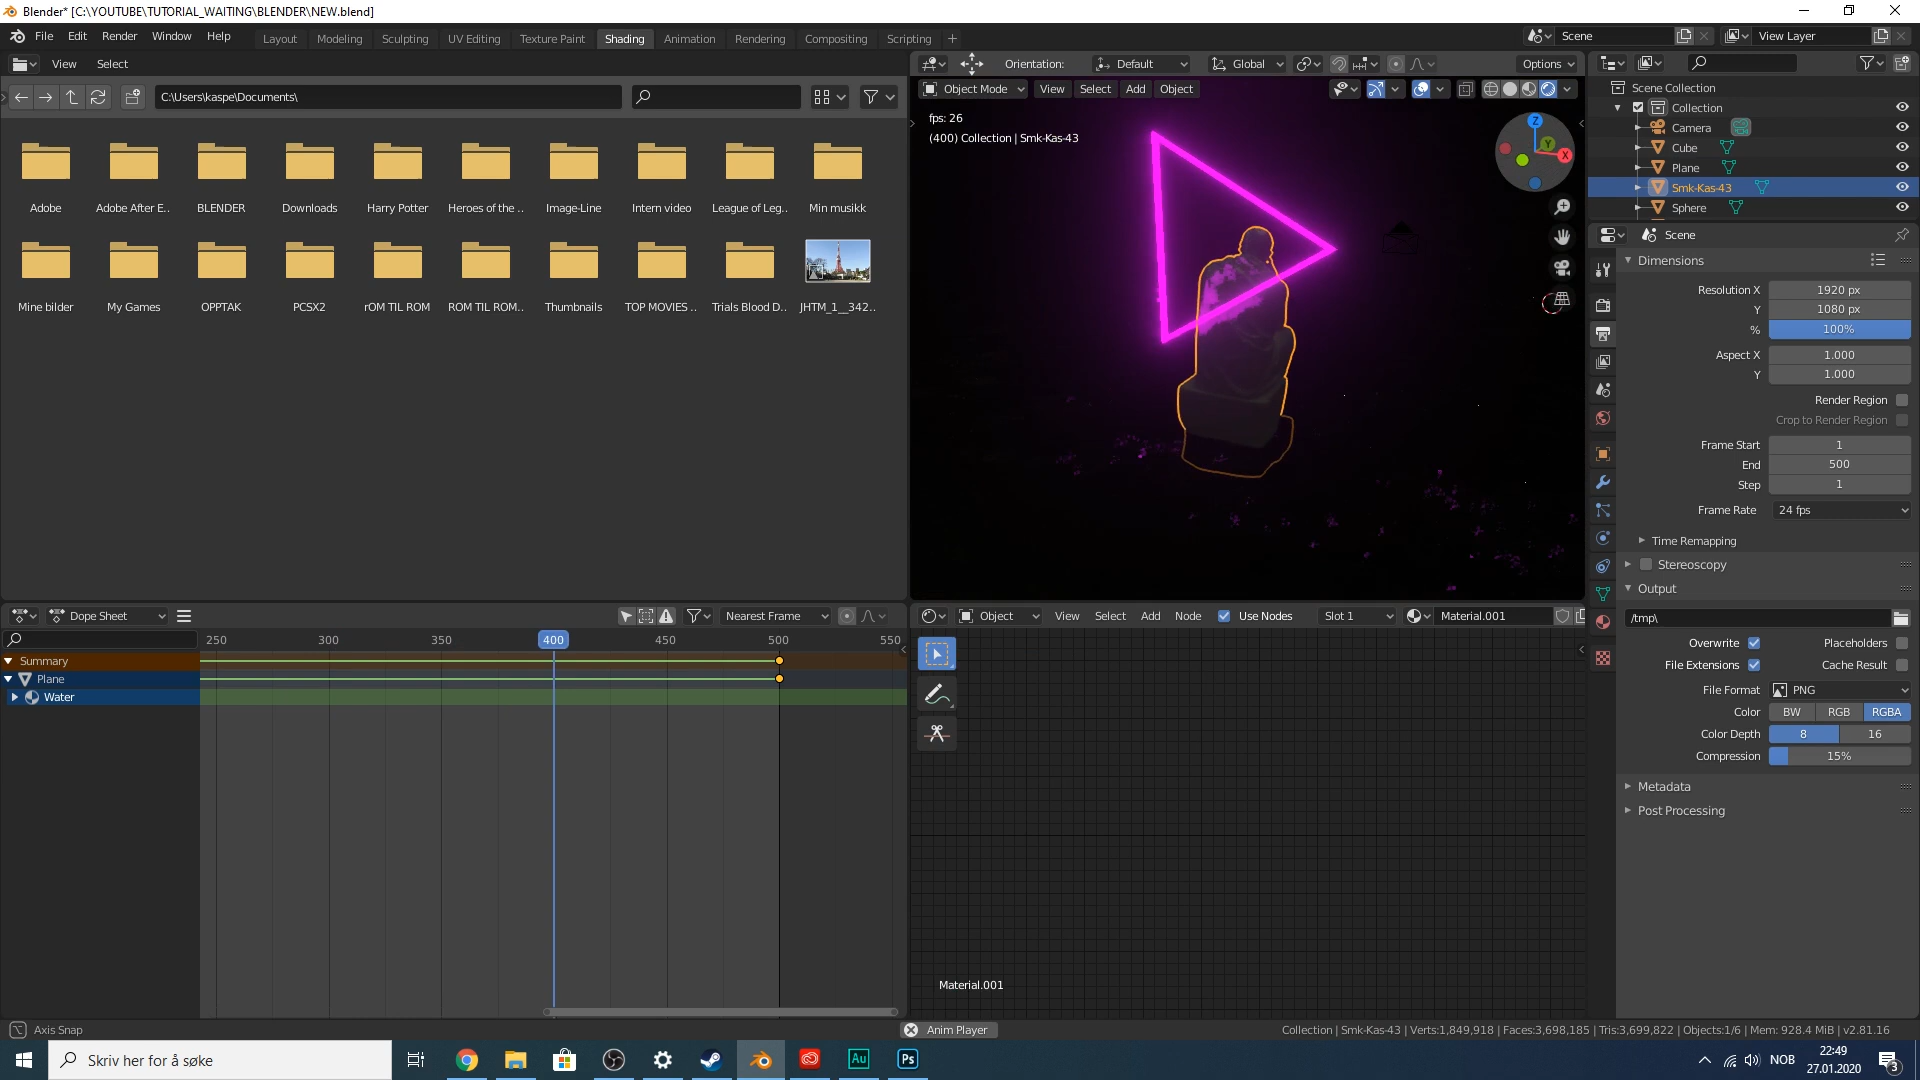 Blender* [C:\YOUTUBE\TUTORIAL_WAITING\BLENDER\NEW.blend]
File Edit Render Window Help Layout Modeling Sculpting UV Editing Texture Paint Shading Animation Rendering Compositing Scripting + Scene View Layer
View Select
Orientation: Default Global Options
C:\Users\kaspe\Documents\
Object Mode View Select Add Object
fps: 26
(400) Collection | Smk-Kas-43
Z
Y
X
Adobe Adobe After E.. BLENDER Downloads Harry Potter Heroes of the .. Image-Line Intern video League of Leg.. Min musikk
Mine bilder My Games OPPTAK PCSX2 rOM TIL ROM ROM TIL ROM.. Thumbnails TOP MOVIES .. Trials Blood D.. JHTM_1__342..
Scene Collection
Collection
Camera
Cube
Plane
Smk-Kas-43
Sphere
Scene
Dimensions
Resolution X 1920 px
Y 1080 px
% 100%
Aspect X 1.000
Y 1.000
Render Region
Crop to Render Region
Frame Start 1
End 500
Step 1
Frame Rate 24 fps
Time Remapping
Stereoscopy
Output
/tmp\
Overwrite Placeholders
File Extensions Cache Result
File Format PNG
Color BW RGB RGBA
Color Depth 8 16
Compression 15%
Metadata
Post Processing
Dope Sheet Nearest Frame
250 300 350 400 450 500 550
Summary
Plane
Water
Object View Select Add Node Use Nodes Slot 1 Material.001
Material.001
Axis Snap Anim Player Collection | Smk-Kas-43 | Verts:1,849,918 | Faces:3,698,185 | Tris:3,699,822 | Objects:1/6 | Mem: 928.4 MiB | v2.81.16
Skriv her for å søke
Au
Ps
NOB
22:49
27.01.2020
3